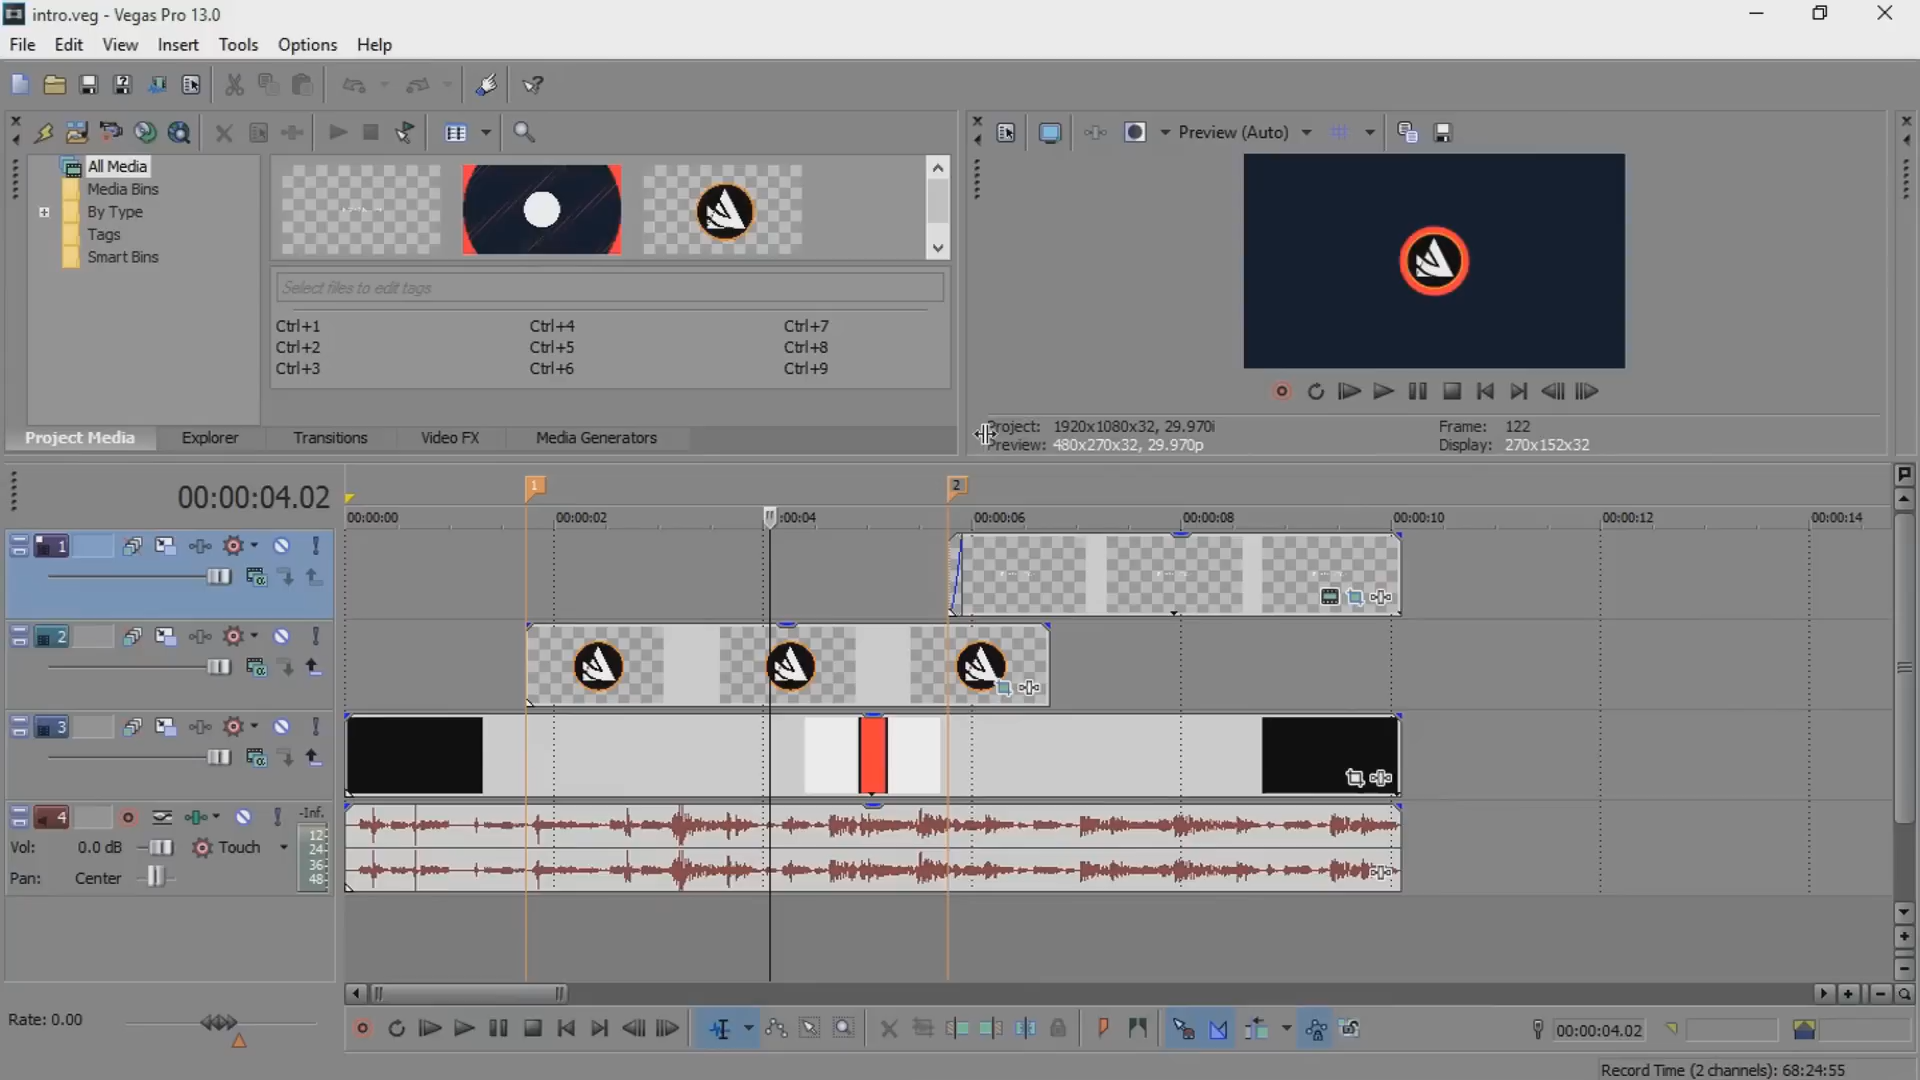 intro.veg - Vegas Pro 13.0
File Edit View Insert Tools Options Help
Preview (Auto)
All Media
Media Bins
By Type
Tags
Smart Bins
Select files to edit tags
Ctrl+1 Ctrl+4 Ctrl+7
Ctrl+2 Ctrl+5 Ctrl+8
Ctrl+3 Ctrl+6 Ctrl+9
Project Media Explorer Transitions Video FX Media Generators
roject: 1920x1080x32, 29.970i Frame: 122
review: 480x270x32, 29.970p Display: 270x152x32
00:00:04.02
1 2
00:00:00 00:00:02 :00:04 00:00:06 00:00:08 00:00:10 00:00:12 00:00:14
1
2
3
4 -Inf.
12
Vol: 0.0 dB Touch 24
36
Pan: Center 48
Rate: 0.00
00:00:04.02
Record Time (2 channels): 68:24:55